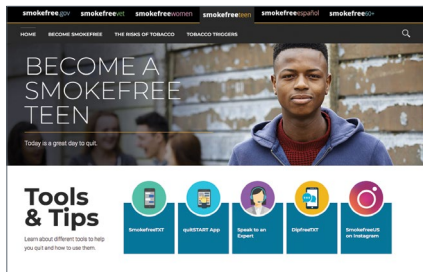 smokefree.gov smokefreevet smokefreewomen smokefreeteen smokefreeespañol smokefree60+
HOME BECOME SMOKEFREE THE RISKS OF TOBACCO TOBACCO TRIGGERS
BECOME A
SMOKEFREE
TEEN
Today is a great day to quit.
Tools
& Tips
Learn about different tools to help
you quit and how to use them.
SmokefreeTXT
quitSTART App
Speak to an
Expert
DipfreeTXT
SmokefreeUS
on Instagram